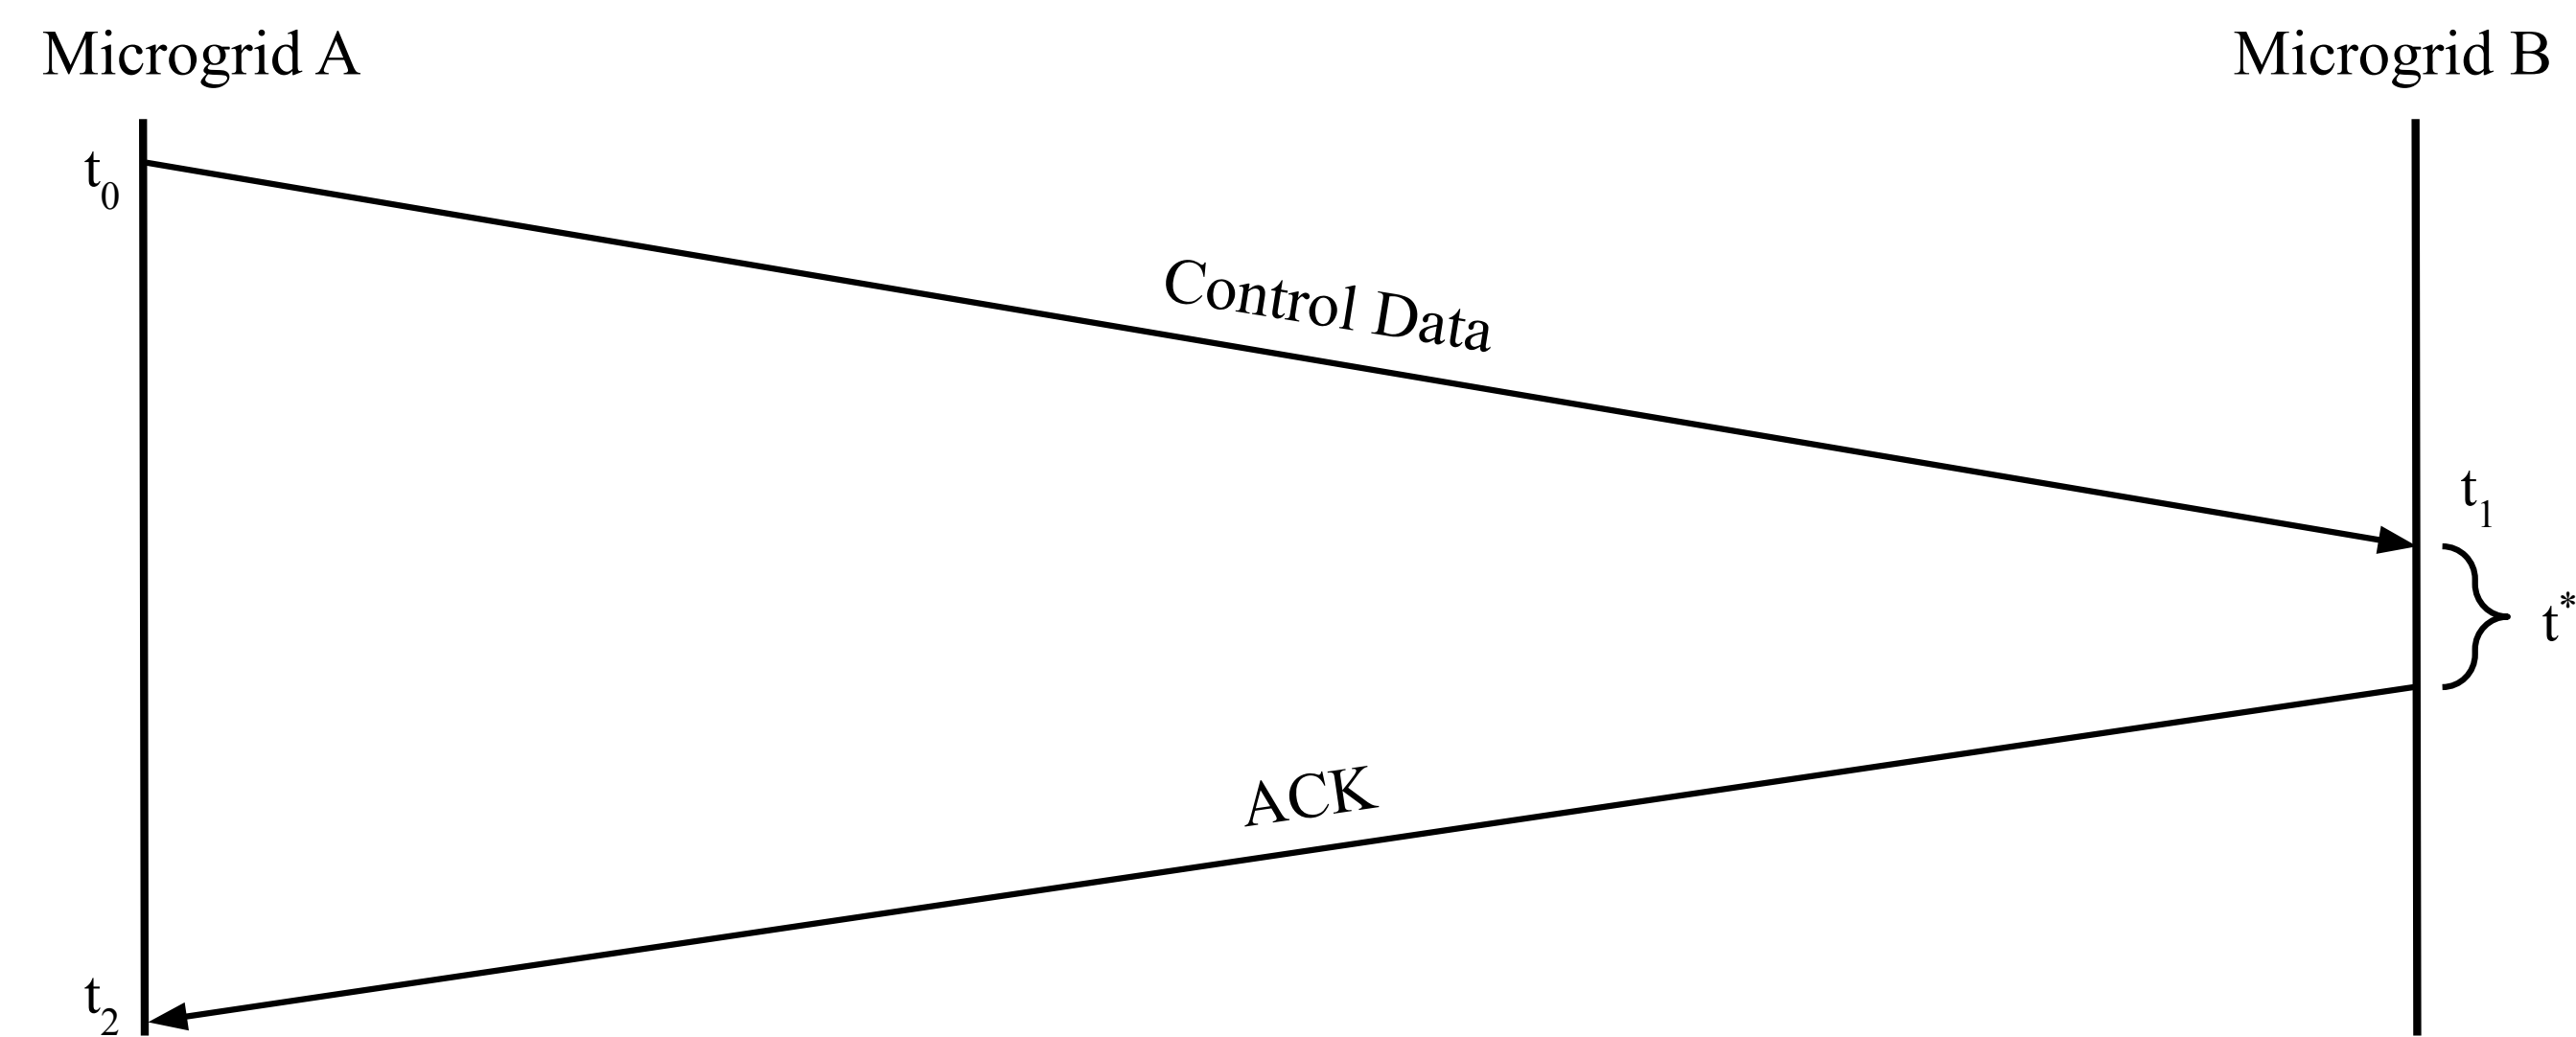 Microgrid A
Microgrid B
t₀
Control Data
t₁
t*
ACK
t₂